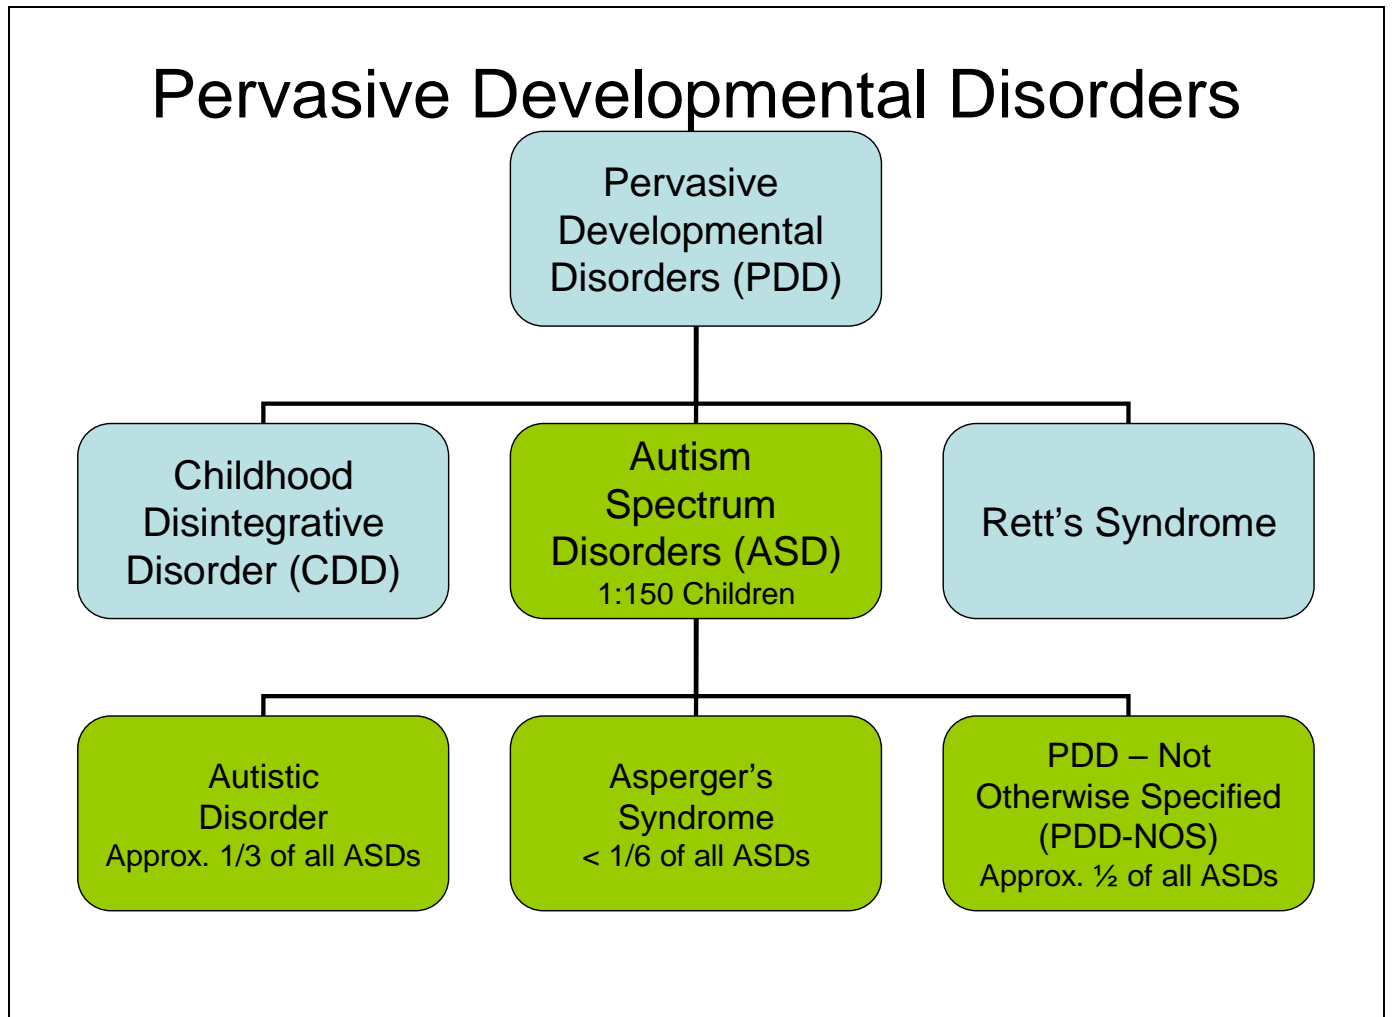 Pervasive Developmental Disorders
Pervasive
Developmental
Disorders (PDD)
Childhood
Disintegrative
Disorder (CDD)
Autism
Spectrum
Disorders (ASD)
1:150 Children
Rett’s Syndrome
Autistic
Disorder
Approx. 1/3 of all ASDs
Asperger’s
Syndrome
< 1/6 of all ASDs
PDD – Not
Otherwise Specified
(PDD-NOS)
Approx. ½ of all ASDs